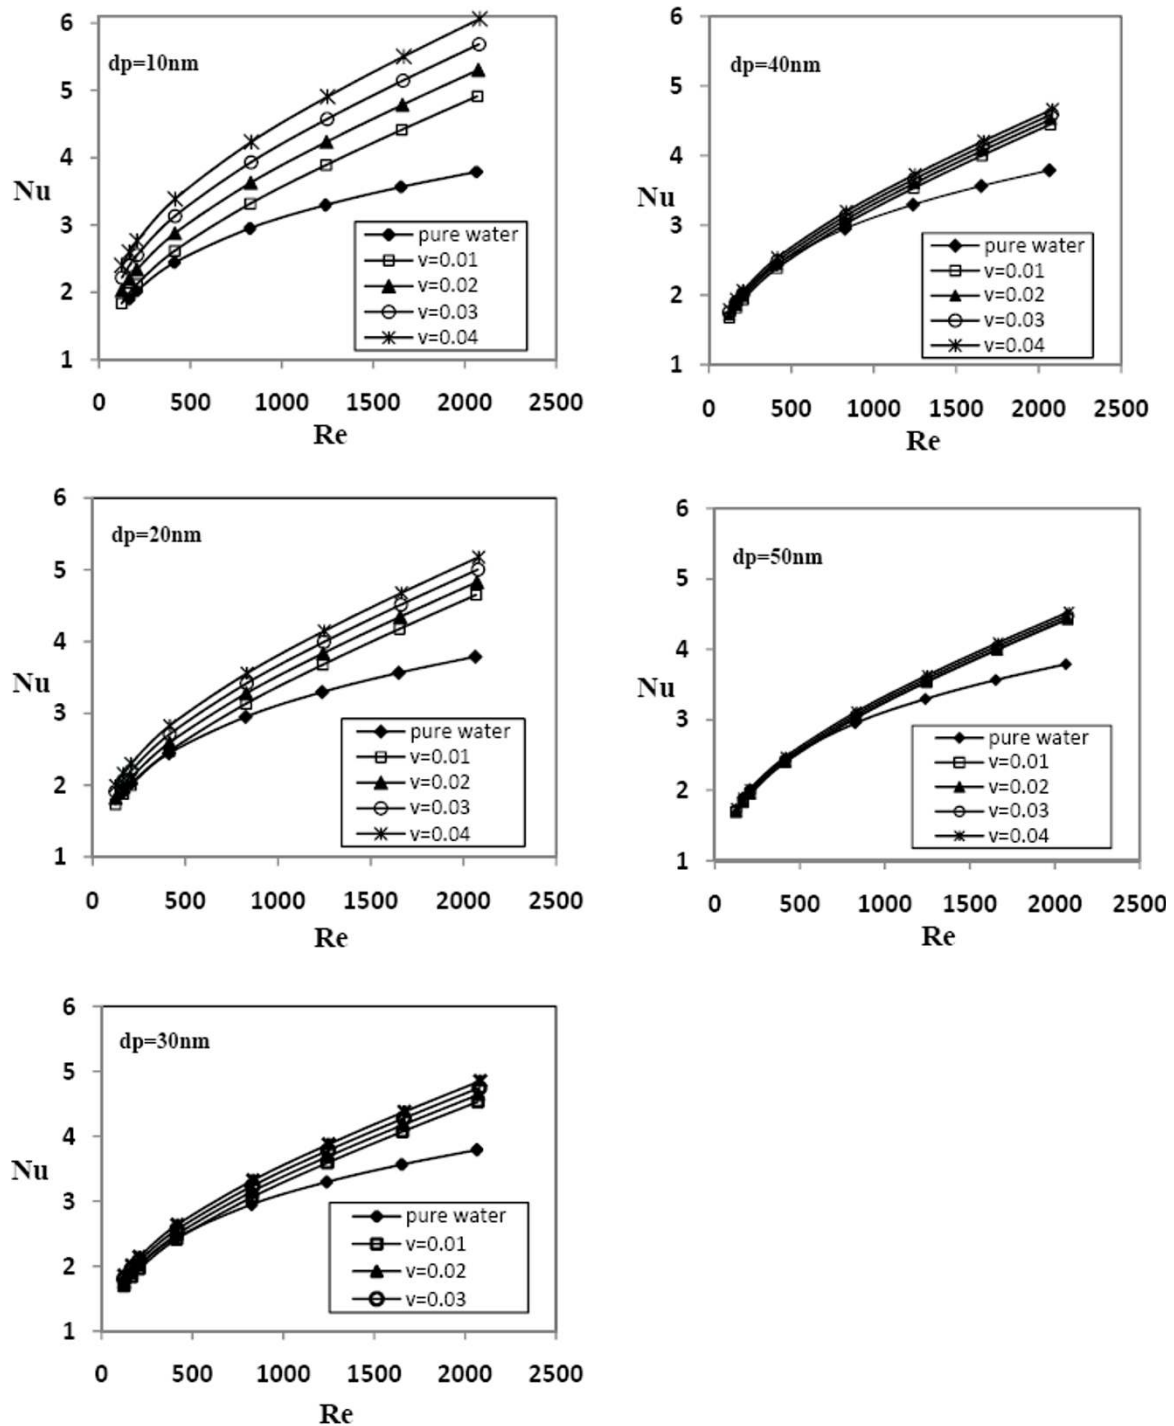 6
5
4
3
2
1
Nu
dp=10nm
pure water
v=0.01
v=0.02
v=0.03
v=0.04
0 500 1000 1500 2000 2500
Re
6
5
4
3
2
1
Nu
dp=40nm
pure water
v=0.01
v=0.02
v=0.03
v=0.04
0 500 1000 1500 2000 2500
Re
6
5
4
3
2
1
Nu
dp=20nm
pure water
v=0.01
v=0.02
v=0.03
v=0.04
0 500 1000 1500 2000 2500
Re
6
5
4
3
2
1
Nu
dp=50nm
pure water
v=0.01
v=0.02
v=0.03
v=0.04
0 500 1000 1500 2000 2500
Re
6
5
4
3
2
1
Nu
dp=30nm
pure water
v=0.01
v=0.02
v=0.03
0 500 1000 1500 2000 2500
Re